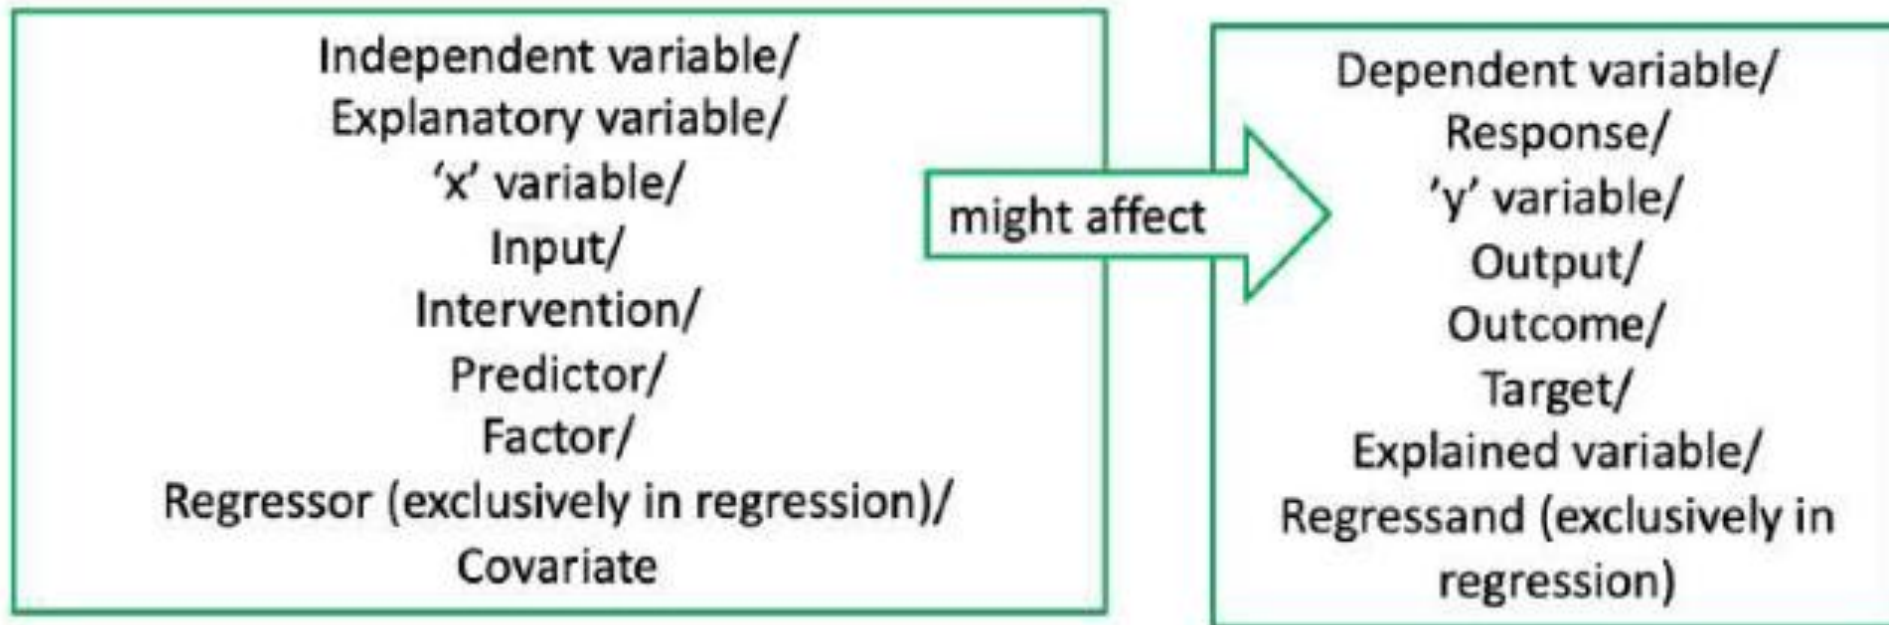 Independent variable/
Explanatory variable/
‘x’ variable/
Input/
Intervention/
Predictor/
Factor/
Regressor (exclusively in regression)/
Covariate
might affect
Dependent variable/
Response/
’y’ variable/
Output/
Outcome/
Target/
Explained variable/
Regressand (exclusively in
regression)